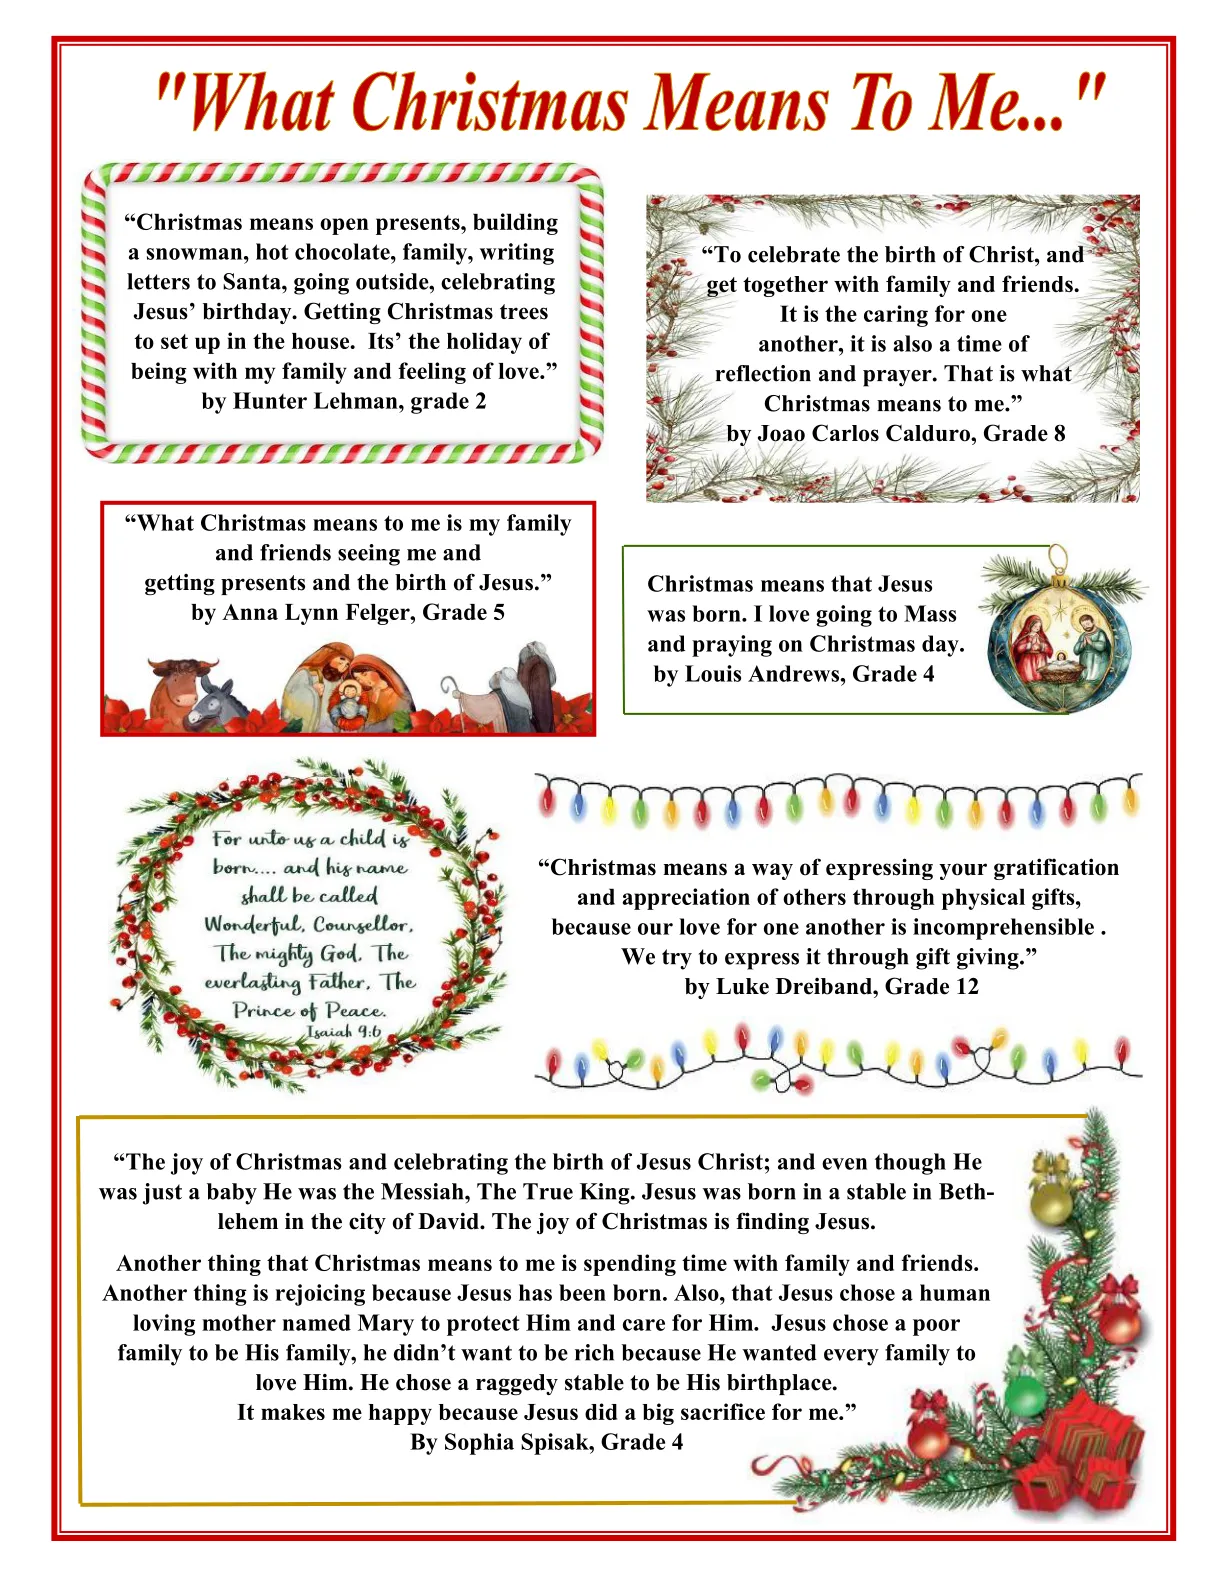 "What Christmas Means To Me..."
“Christmas means open presents, building
a snowman, hot chocolate, family, writing
letters to Santa, going outside, celebrating
Jesus’ birthday. Getting Christmas trees
to set up in the house.  Its’ the holiday of
being with my family and feeling of love.”
by Hunter Lehman, grade 2
“To celebrate the birth of Christ, and
get together with family and friends.
It is the caring for one
another, it is also a time of
reflection and prayer. That is what
Christmas means to me.”
by Joao Carlos Calduro, Grade 8
“What Christmas means to me is my family
and friends seeing me and
getting presents and the birth of Jesus.”
by Anna Lynn Felger, Grade 5
Christmas means that Jesus
was born. I love going to Mass
and praying on Christmas day.
by Louis Andrews, Grade 4
For unto us a child is
born.... and his name
shall be called
Wonderful, Counsellor,
The mighty God, The
everlasting Father, The
Prince of Peace.
Isaiah 9:6
“Christmas means a way of expressing your gratification
and appreciation of others through physical gifts,
because our love for one another is incomprehensible .
We try to express it through gift giving.”
by Luke Dreiband, Grade 12
“The joy of Christmas and celebrating the birth of Jesus Christ; and even though He
was just a baby He was the Messiah, The True King. Jesus was born in a stable in Beth-
lehem in the city of David. The joy of Christmas is finding Jesus.
Another thing that Christmas means to me is spending time with family and friends.
Another thing is rejoicing because Jesus has been born. Also, that Jesus chose a human
loving mother named Mary to protect Him and care for Him.  Jesus chose a poor
family to be His family, he didn’t want to be rich because He wanted every family to
love Him. He chose a raggedy stable to be His birthplace.
It makes me happy because Jesus did a big sacrifice for me.”
By Sophia Spisak, Grade 4